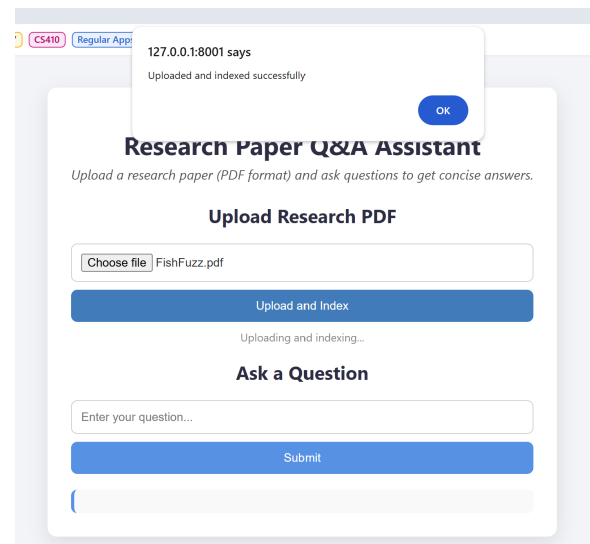 CS410 Regular Apps
127.0.0.1:8001 says
Uploaded and indexed successfully
OK
Research Paper Q&A Assistant
Upload a research paper (PDF format) and ask questions to get concise answers.
Upload Research PDF
Choose file FishFuzz.pdf
Upload and Index
Uploading and indexing...
Ask a Question
Enter your question...
Submit